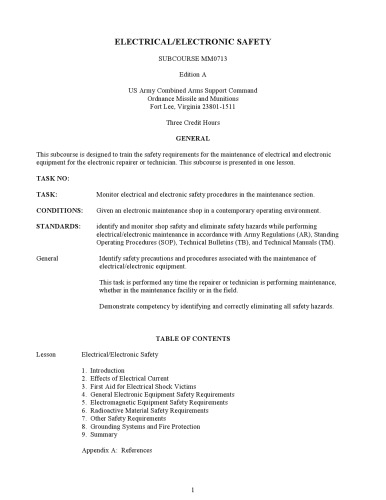 ELECTRICAL/ELECTRONIC SAFETY
SUBCOURSE MM0713
Edition A
US Army Combined Arms Support Command
Ordnance Missile and Munitions
Fort Lee, Virginia 23801-1511
Three Credit Hours
GENERAL
This subcourse is designed to train the safety requirements for the maintenance of electrical and electronic
equipment for the electronic repairer or technician. This subcourse is presented in one lesson.
TASK NO:
TASK: Monitor electrical and electronic safety procedures in the maintenance section.
CONDITIONS: Given an electronic maintenance shop in a contemporary operating environment.
STANDARDS: identify and monitor shop safety and eliminate safety hazards while performing
electrical/electronic maintenance in accordance with Army Regulations (AR), Standing
Operating Procedures (SOP), Technical Bulletins (TB), and Technical Manuals (TM).
General Identify safety precautions and procedures associated with the maintenance of
electrical/electronic equipment.
This task is performed any time the repairer or technician is performing maintenance,
whether in the maintenance facility or in the field.
Demonstrate competency by identifying and correctly eliminating all safety hazards.
TABLE OF CONTENTS
Lesson Electrical/Electronic Safety
1. Introduction
2. Effects of Electrical Current
3. First Aid for Electrical Shock Victims
4. General Electronic Equipment Safety Requirements
5. Electromagnetic Equipment Safety Requirements
6. Radioactive Material Safety Requirements
7. Other Safety Requirements
8. Grounding Systems and Fire Protection
9. Summary
Appendix A: References
1